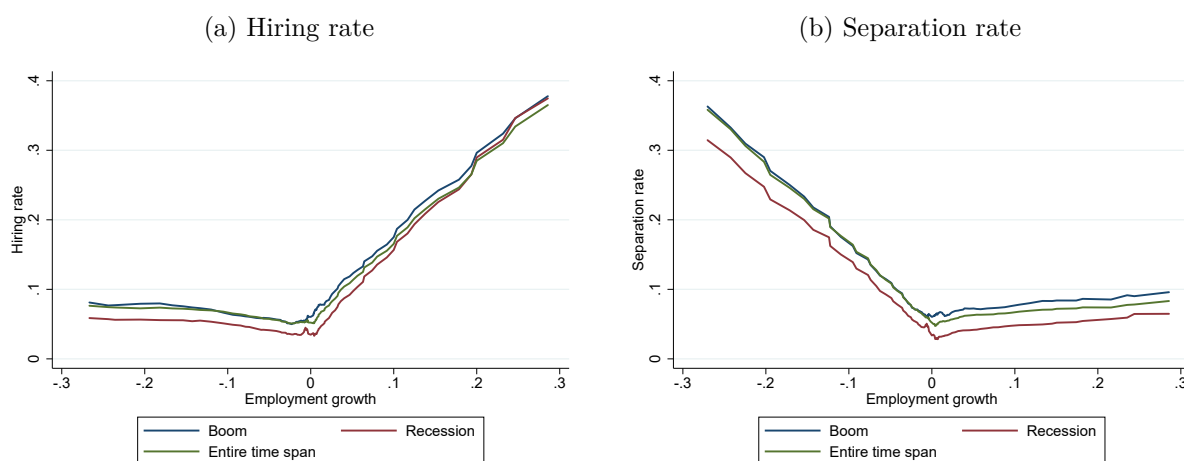 (a) Hiring rate
(b) Separation rate
Hiring rate
0 .1 .2 .3 .4
-.3 -.2 -.1 0 .1 .2 .3
Employment growth
Boom Recession
Entire time span
Separation rate
0 .1 .2 .3 .4
-.3 -.2 -.1 0 .1 .2 .3
Employment growth
Boom Recession
Entire time span